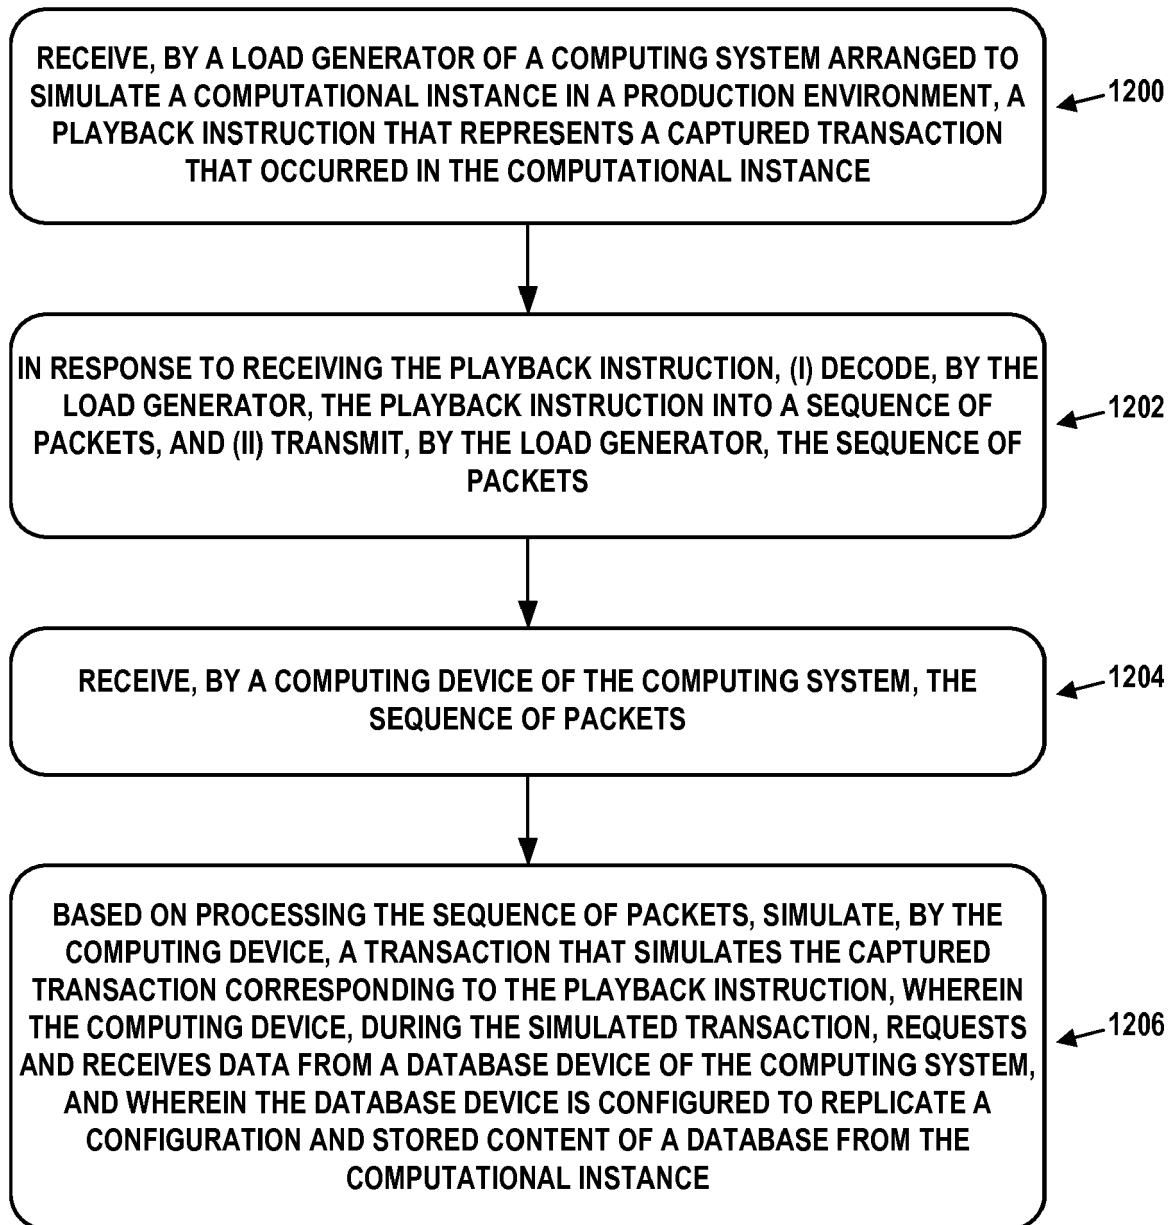 RECEIVE, BY A LOAD GENERATOR OF A COMPUTING SYSTEM ARRANGED TO
SIMULATE A COMPUTATIONAL INSTANCE IN A PRODUCTION ENVIRONMENT, A
PLAYBACK INSTRUCTION THAT REPRESENTS A CAPTURED TRANSACTION
THAT OCCURRED IN THE COMPUTATIONAL INSTANCE
1200
IN RESPONSE TO RECEIVING THE PLAYBACK INSTRUCTION, (I) DECODE, BY THE
LOAD GENERATOR, THE PLAYBACK INSTRUCTION INTO A SEQUENCE OF
PACKETS, AND (II) TRANSMIT, BY THE LOAD GENERATOR, THE SEQUENCE OF
PACKETS
1202
RECEIVE, BY A COMPUTING DEVICE OF THE COMPUTING SYSTEM, THE
SEQUENCE OF PACKETS
1204
BASED ON PROCESSING THE SEQUENCE OF PACKETS, SIMULATE, BY THE
COMPUTING DEVICE, A TRANSACTION THAT SIMULATES THE CAPTURED
TRANSACTION CORRESPONDING TO THE PLAYBACK INSTRUCTION, WHEREIN
THE COMPUTING DEVICE, DURING THE SIMULATED TRANSACTION, REQUESTS
AND RECEIVES DATA FROM A DATABASE DEVICE OF THE COMPUTING SYSTEM,
AND WHEREIN THE DATABASE DEVICE IS CONFIGURED TO REPLICATE A
CONFIGURATION AND STORED CONTENT OF A DATABASE FROM THE
COMPUTATIONAL INSTANCE
1206